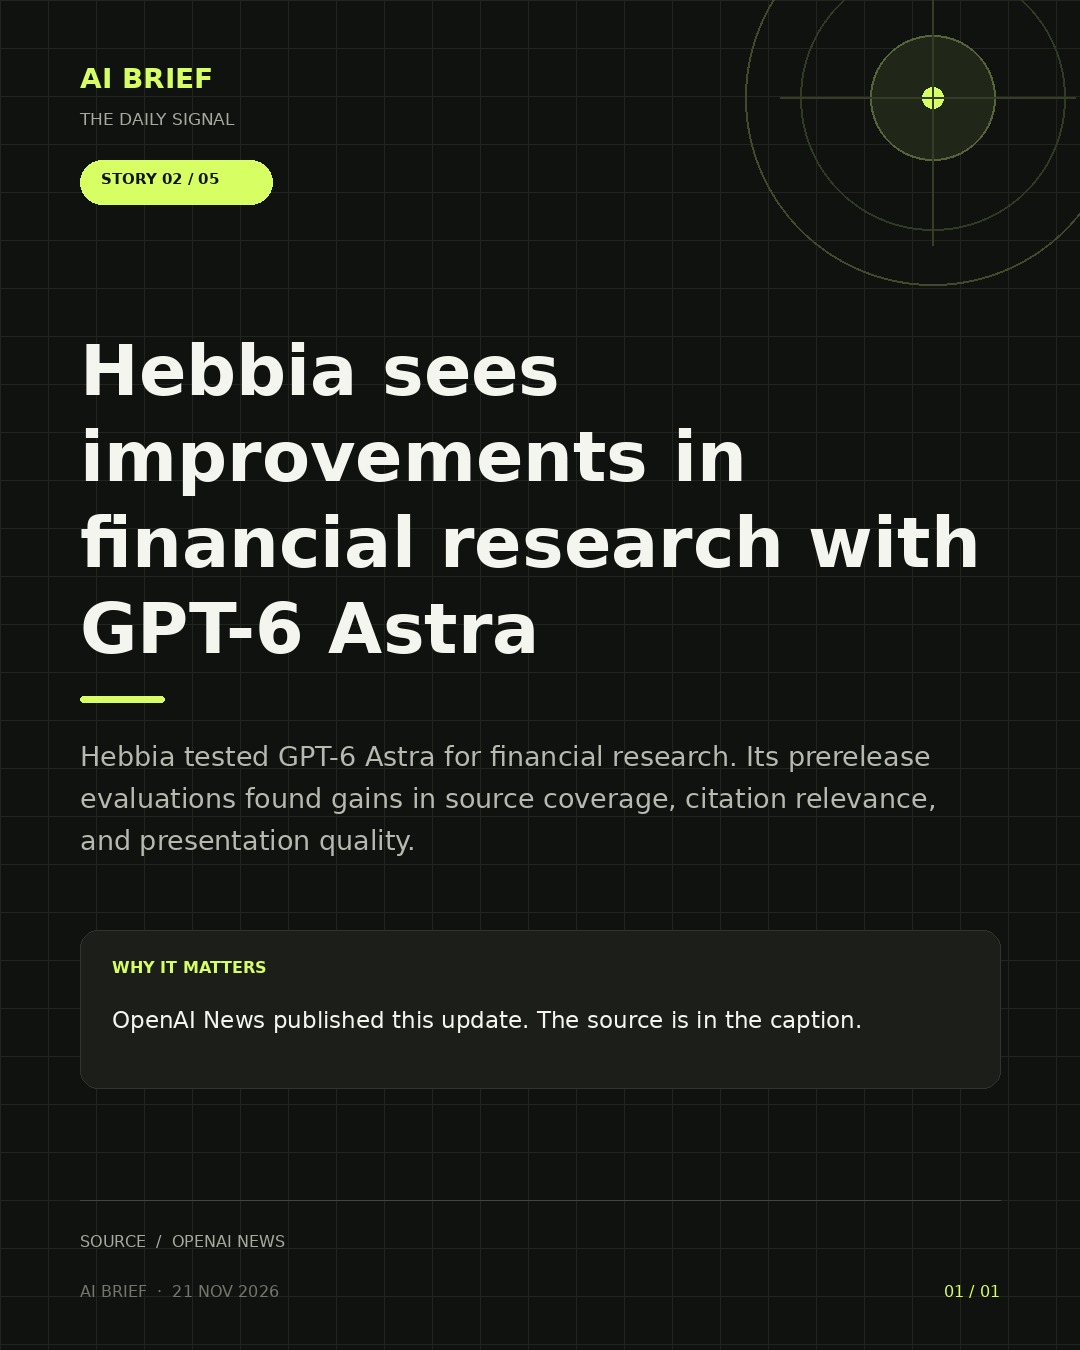 AI BRIEF
THE DAILY SIGNAL
STORY 02 / 05
Hebbia sees
improvements in
financial research with
GPT-6 Astra
Hebbia tested GPT-6 Astra for financial research. Its prerelease
evaluations found gains in source coverage, citation relevance,
and presentation quality.
WHY IT MATTERS
OpenAI News published this update. The source is in the caption.
SOURCE / OPENAI NEWS
AI BRIEF · 21 NOV 2026
01 / 01